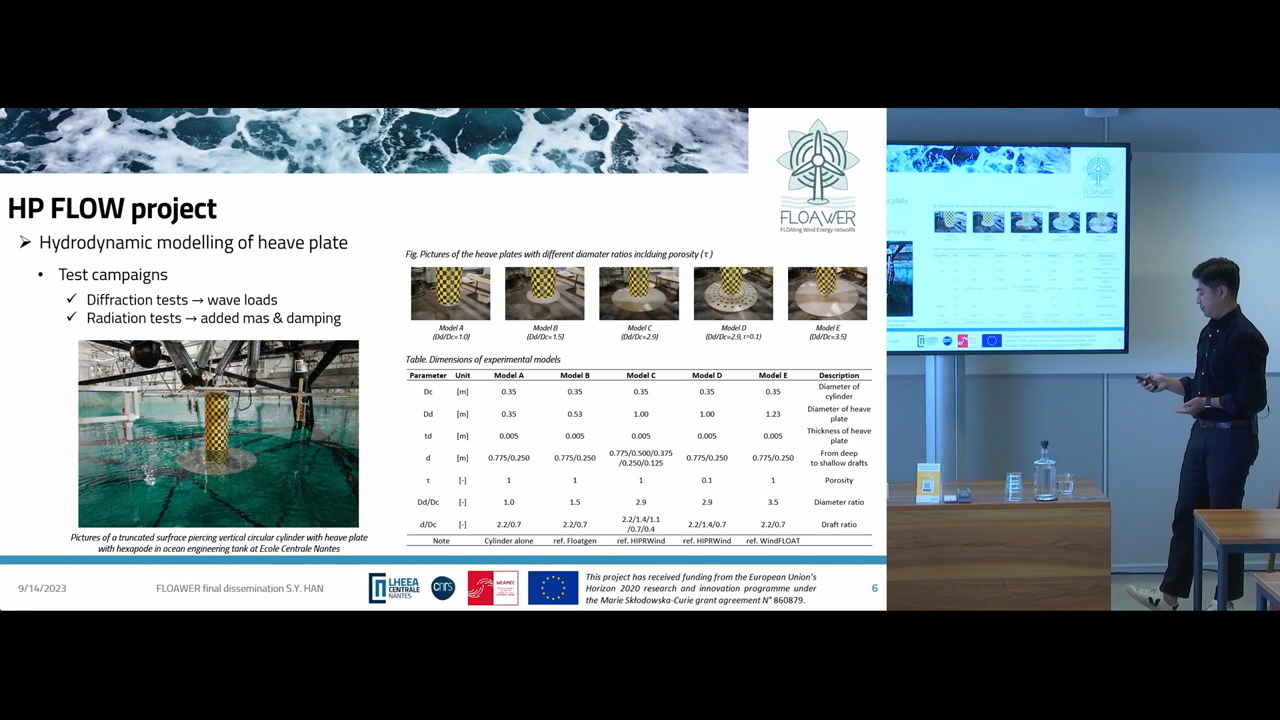 HP FLOW project
➢ Hydrodynamic modelling of heave plate
• Test campaigns
✓ Diffraction tests → wave loads
✓ Radiation tests → added mas & damping
Pictures of a truncated surfrace piercing vertical circular cylinder with heave plate
with hexapode in ocean engineering tank at Ecole Centrale Nantes
FLOAWER
FLOAting Wind Energy netwoRk
Fig. Pictures of the heave plates with different diamater ratios inclduing porosity (τ )
Model A
(Dd/Dc=1.0)
Model B
(Dd/Dc=1.5)
Model C
(Dd/Dc=2.9)
Model D
(Dd/Dc=2.9, τ=0.1)
Model E
(Dd/Dc=3.5)
Table. Dimensions of experimental models
Parameter Unit Model A Model B Model C Model D Model E Description
Dc [m] 0.35 0.35 0.35 0.35 0.35 Diameter of
cylinder
Dd [m] 0.35 0.53 1.00 1.00 1.23 Diameter of heave
plate
td [m] 0.005 0.005 0.005 0.005 0.005 Thickness of heave
plate
d [m] 0.775/0.250 0.775/0.250 0.775/0.500/0.375
/0.250/0.125 0.775/0.250 0.775/0.250 From deep
to shallow drafts
τ [-] 1 1 1 0.1 1 Porosity
Dd/Dc [-] 1.0 1.5 2.9 2.9 3.5 Diameter ratio
d/Dc [-] 2.2/0.7 2.2/0.7 2.2/1.4/1.1
/0.7/0.4 2.2/1.4/0.7 2.2/0.7 Draft ratio
Note Cylinder alone ref. Floatgen ref. HIPRWind ref. HIPRWind ref. WindFLOAT
9/14/2023
FLOAWER final dissemination S.Y. HAN
LHEEA
CENTRALE
NANTES
cnrs
WEAMEC
This project has received funding from the European Union's
Horizon 2020 research and innovation programme under
the Marie Skłodowska-Curie grant agreement N° 860879.
6